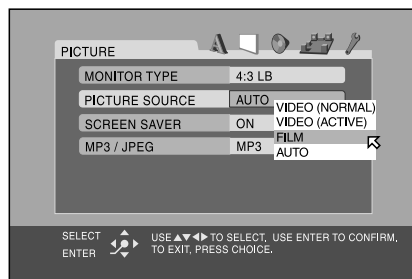 PICTURE
MONITOR TYPE 4:3 LB
PICTURE SOURCE AUTO
VIDEO (NORMAL)
VIDEO (ACTIVE)
FILM
AUTO
SCREEN SAVER ON
MP3 / JPEG MP3
SELECT
ENTER
USE ▲▼◀▶ TO SELECT, USE ENTER TO CONFIRM,
TO EXIT, PRESS CHOICE.